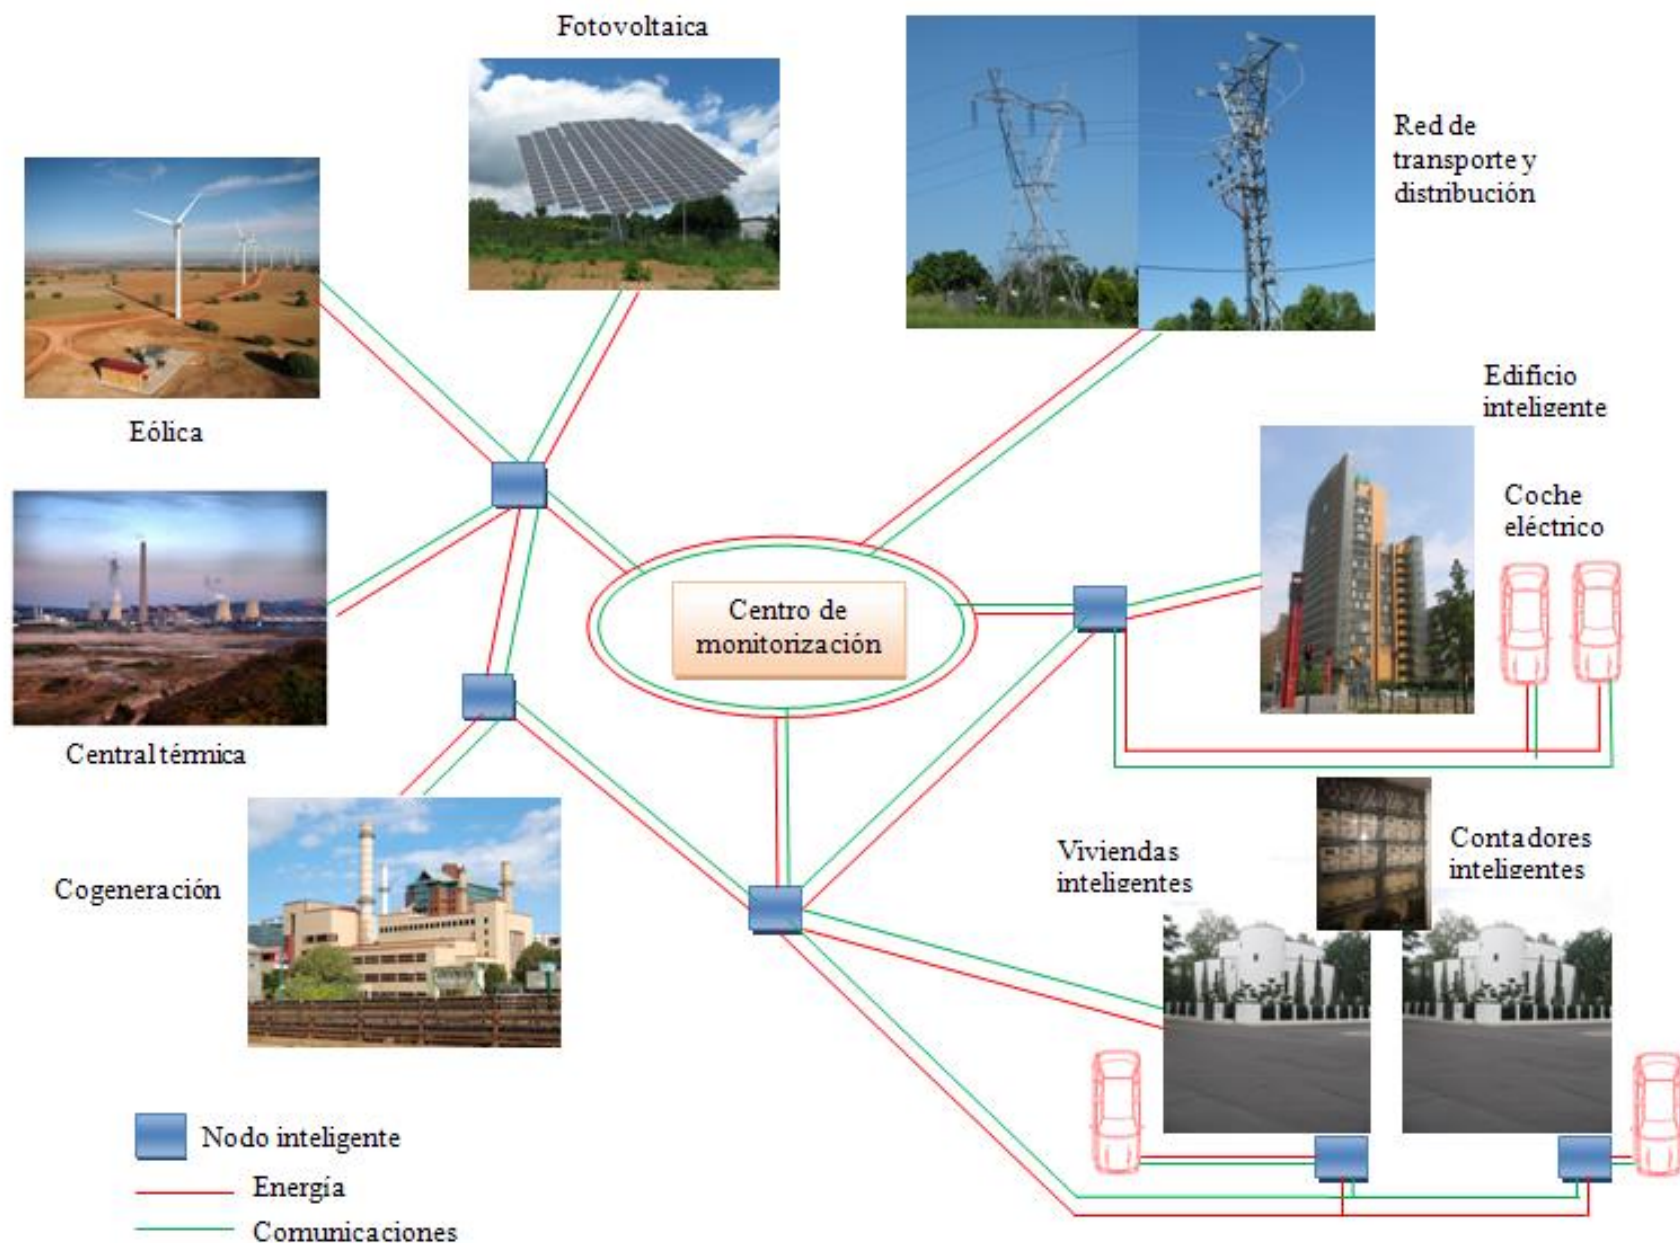 Fotovoltaica
Red de
transporte y
distribución
Eólica
Edificio
inteligente
Coche
eléctrico
Centro de
monitorización
Central térmica
Cogeneración
Viviendas
inteligentes
Contadores
inteligentes
Nodo inteligente
Energía
Comunicaciones